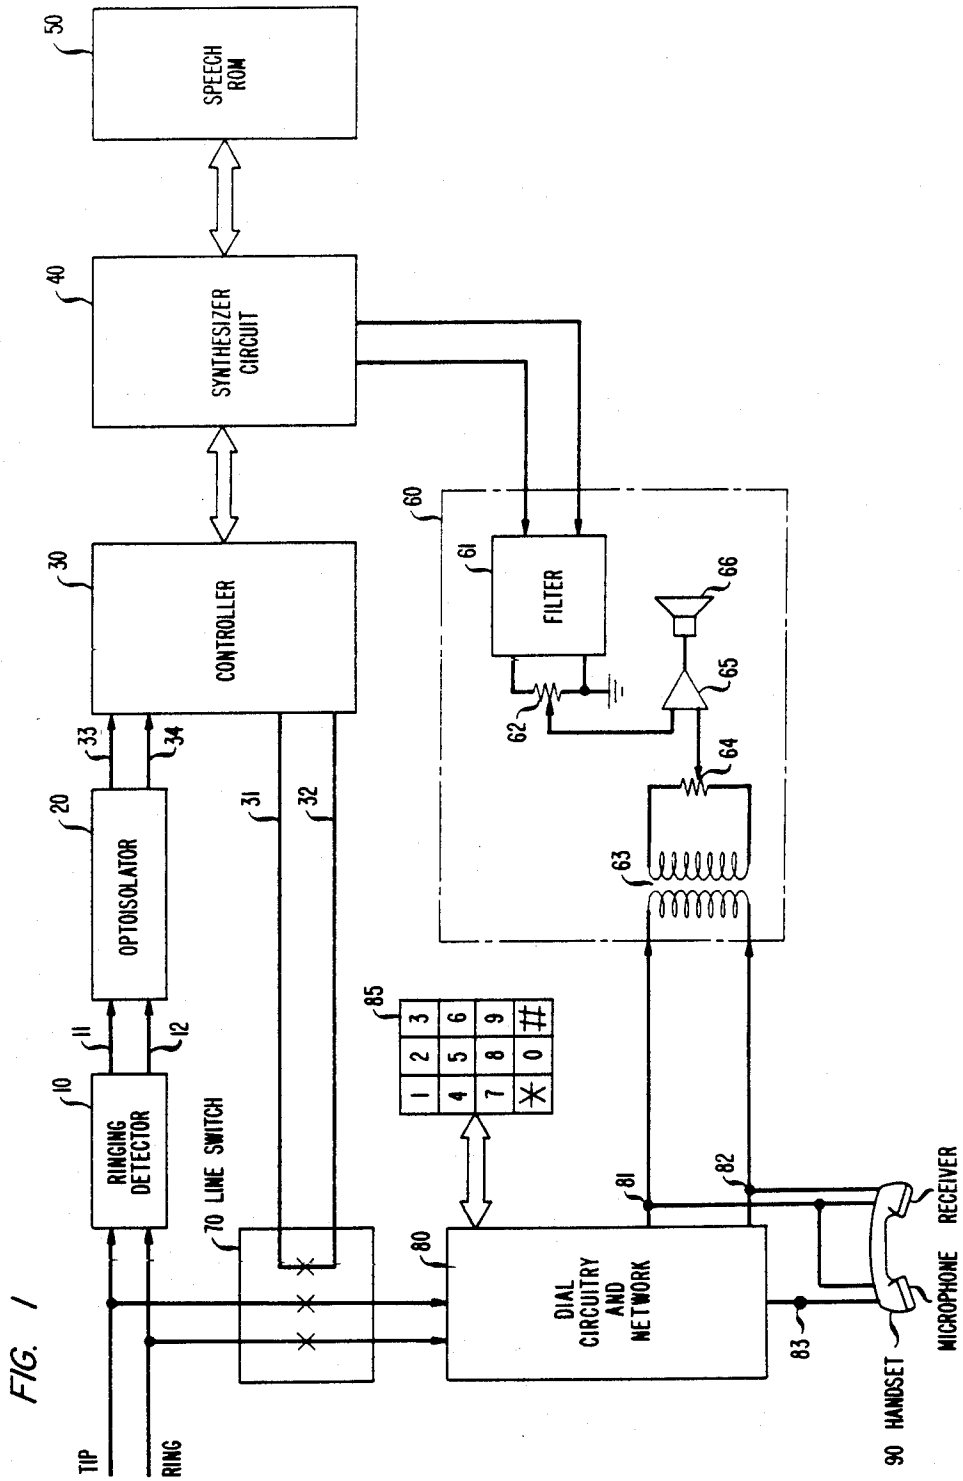 FIG. 1
TIP
RING
10
RINGING
DETECTOR
11
12
20
OPTOISOLATOR
33
34
30
CONTROLLER
40
SYNTHESIZER
CIRCUIT
50
SPEECH
ROM
31
32
70 LINE SWITCH
80
DIAL
CIRCUITRY
AND
NETWORK
85
1 2 3
4 5 6
7 8 9
* 0 #
60
61
FILTER
62
63
64
65
66
81
82
83
90 HANDSET
MICROPHONE
RECEIVER